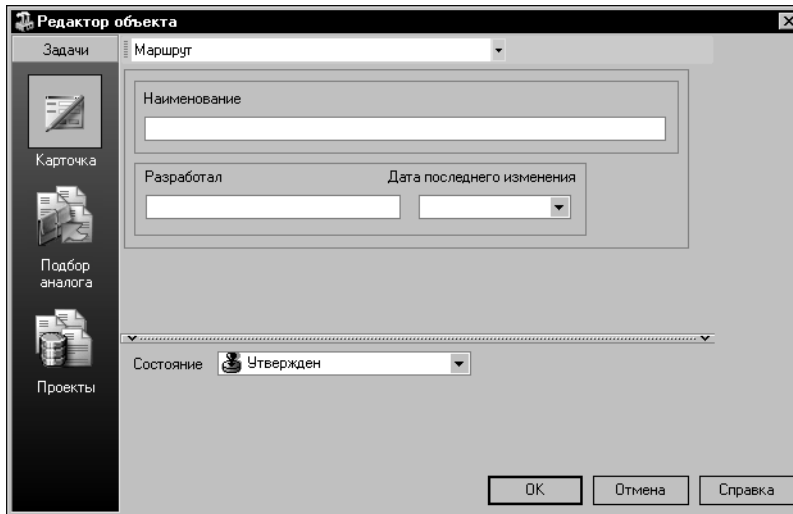 Редактор объекта
Задачи
Маршрут
Карточка
Подбор
аналога
Проекты
Наименование
Разработал Дата последнего изменения
Состояние Утвержден
OK Отмена Справка